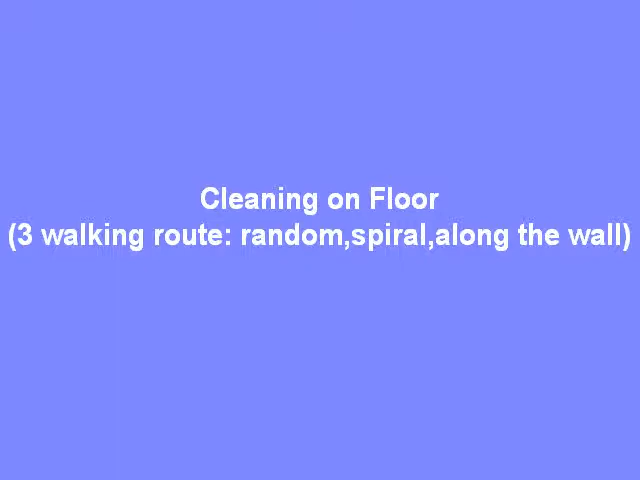 Cleaning on Floor
(3 walking route: random,spiral,along the wall)